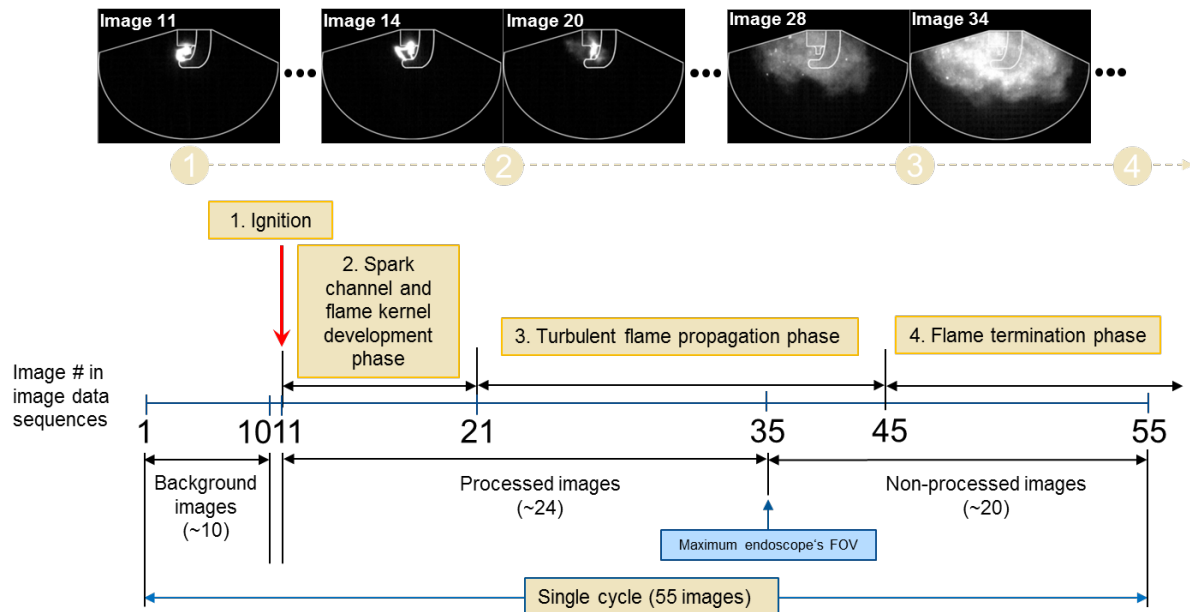 Image 11
Image 14
Image 20
Image 28
Image 34
1
2
3
4
1. Ignition
2. Spark
channel and
flame kernel
development
phase
3. Turbulent flame propagation phase
4. Flame termination phase
Image # in
image data
sequences
1
10
11
21
35
45
55
Background
images
(~10)
Processed images
(~24)
Non-processed images
(~20)
Maximum endoscope's FOV
Single cycle (55 images)